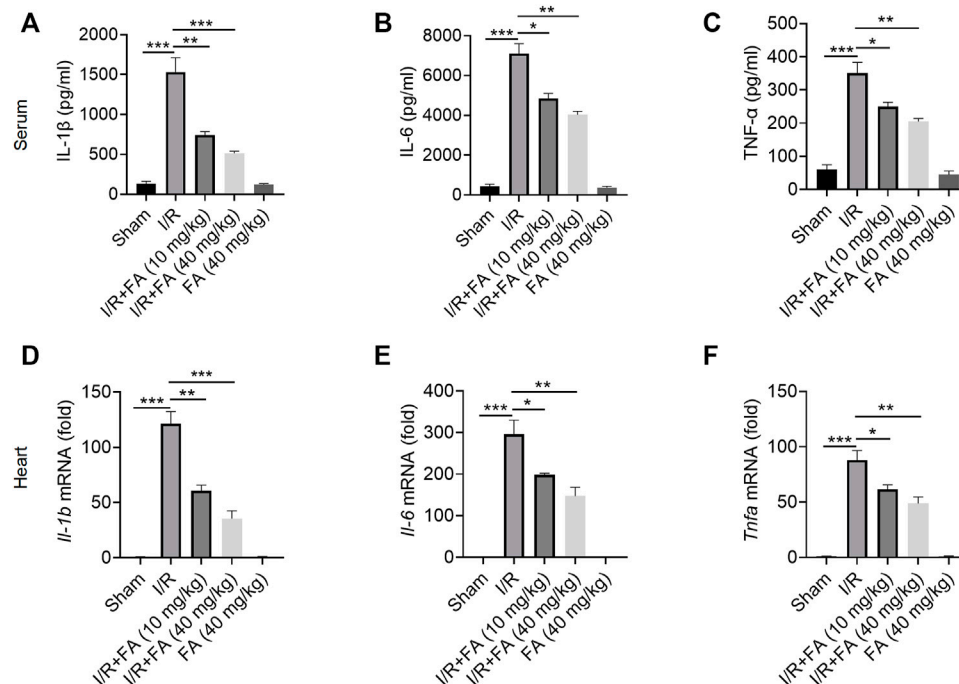 A
Serum
IL-1β (pg/ml)
2000
1500
1000
500
0
***
**
***
Sham
I/R
I/R+FA (10 mg/kg)
I/R+FA (40 mg/kg)
FA (40 mg/kg)
B
IL-6 (pg/ml)
8000
6000
4000
2000
0
***
*
**
Sham
I/R
I/R+FA (10 mg/kg)
I/R+FA (40 mg/kg)
FA (40 mg/kg)
C
TNF-α (pg/ml)
500
400
300
200
100
0
***
*
**
Sham
I/R
I/R+FA (10 mg/kg)
I/R+FA (40 mg/kg)
FA (40 mg/kg)
D
Heart
Il-1b mRNA (fold)
150
100
50
0
***
**
***
Sham
I/R
I/R+FA (10 mg/kg)
I/R+FA (40 mg/kg)
FA (40 mg/kg)
E
Il-6 mRNA (fold)
400
300
200
100
0
***
*
**
Sham
I/R
I/R+FA (10 mg/kg)
I/R+FA (40 mg/kg)
FA (40 mg/kg)
F
Tnfa mRNA (fold)
150
100
50
0
***
*
**
Sham
I/R
I/R+FA (10 mg/kg)
I/R+FA (40 mg/kg)
FA (40 mg/kg)